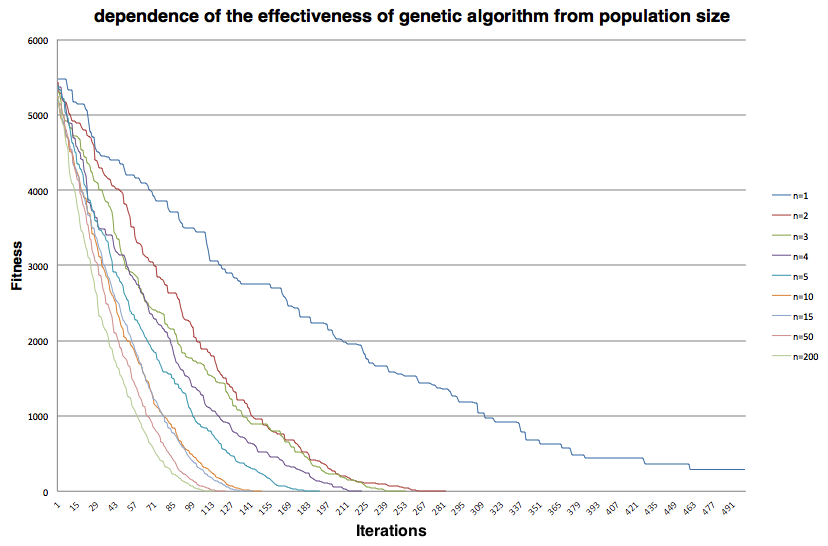 dependence of the effectiveness of genetic algorithm from population size
6000
5000
4000
3000
2000
1000
0
Fitness
1 15 29 43 57 71 85 99 113 127 141 155 169 183 197 211 225 239 253 267 281 295 309 323 337 351 365 379 393 407 421 435 449 463 477 491
Iterations
n=1
n=2
n=3
n=4
n=5
n=10
n=15
n=50
n=200